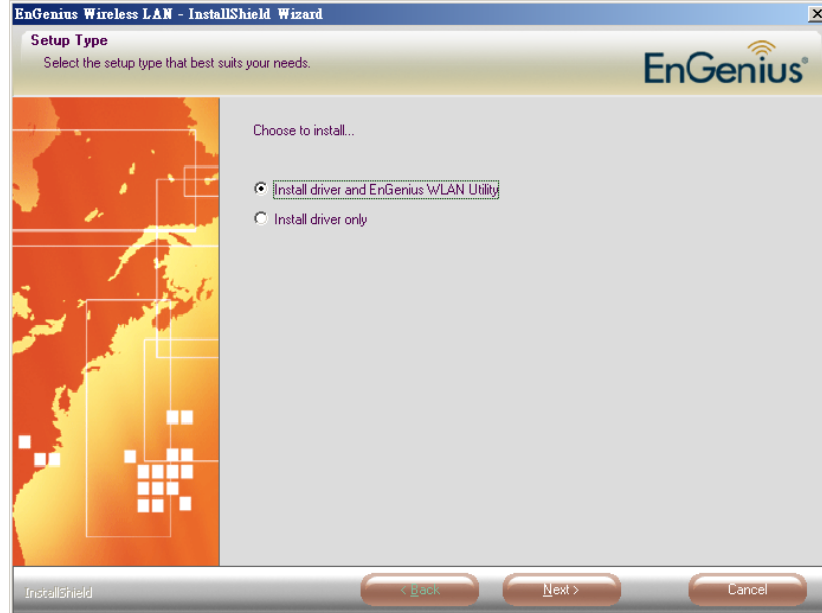 EnGenius Wireless LAN - InstallShield Wizard
Setup Type
Select the setup type that best suits your needs.
EnGenius®
Choose to install...
Install driver and EnGenius WLAN Utility
Install driver only
InstallShield
< Back
Next >
Cancel